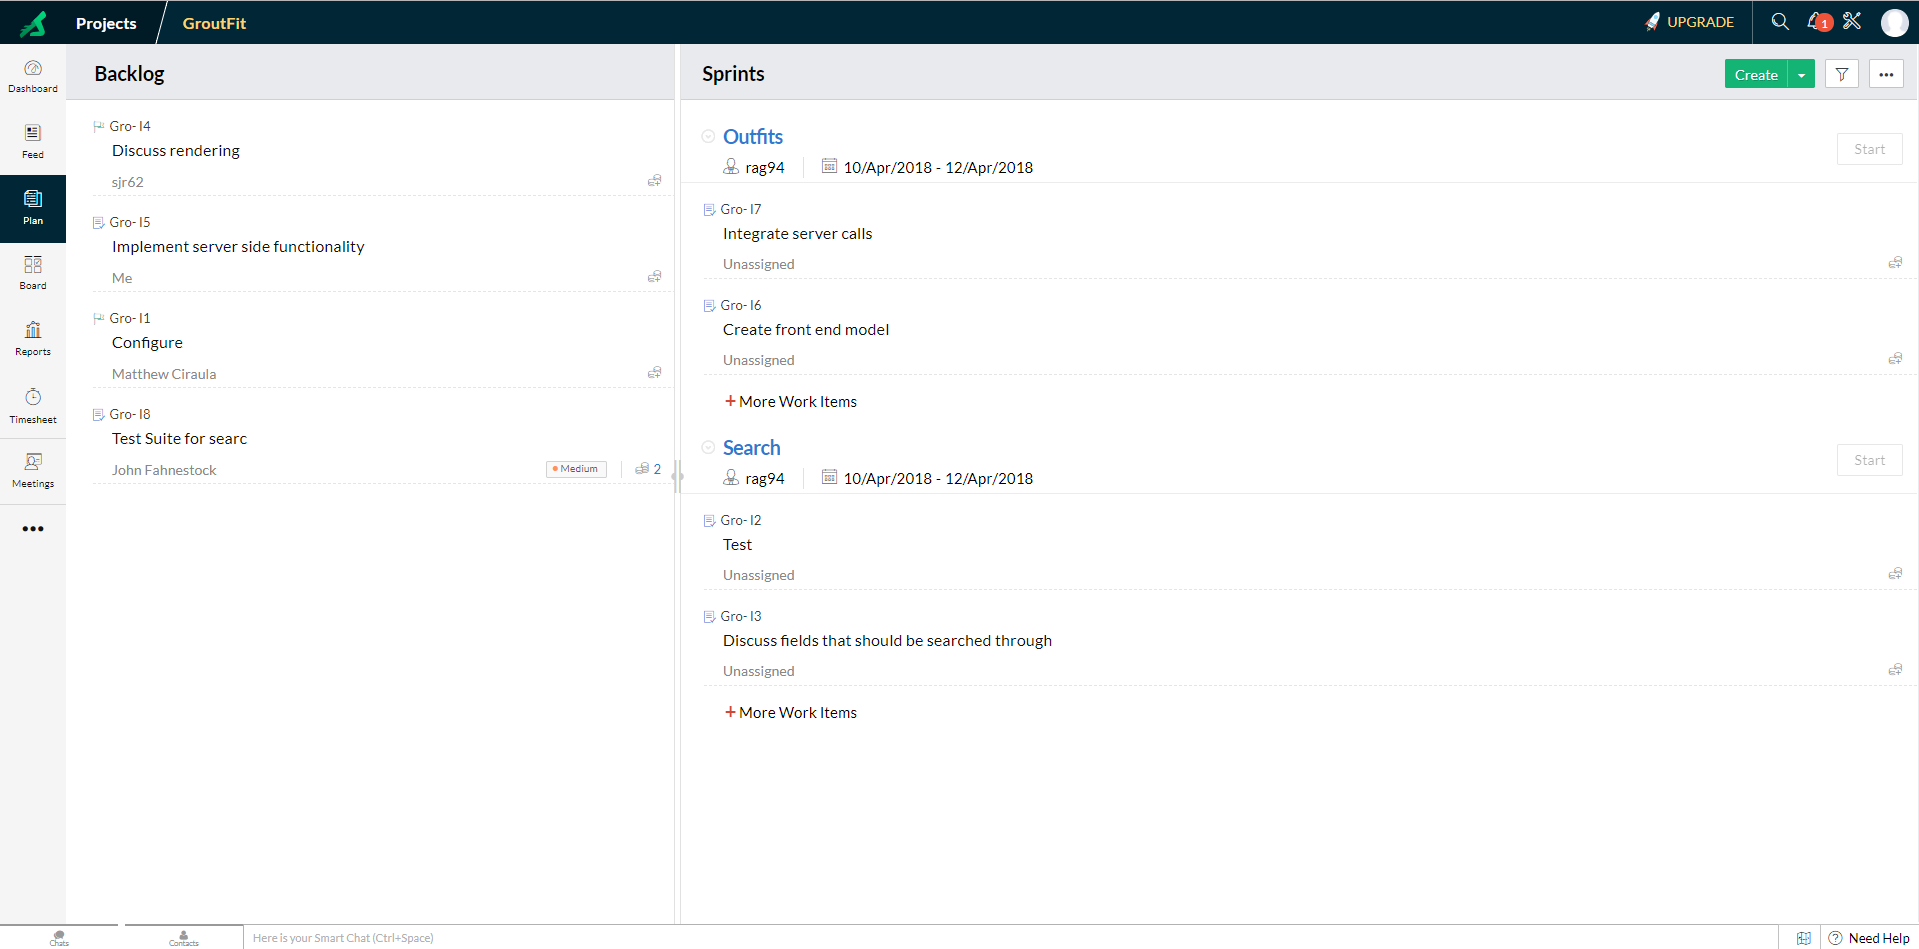 Projects
GroutFit
UPGRADE
1
Dashboard
Feed
Plan
Board
Reports
Timesheet
Meetings
Backlog
Gro- I4
Discuss rendering
sjr62
Gro- I5
Implement server side functionality
Me
Gro- I1
Configure
Matthew Ciraula
Gro- I8
Test Suite for searc
John Fahnestock
Medium
2
Sprints
Create
Outfits
Start
rag94
10/Apr/2018 - 12/Apr/2018
Gro- I7
Integrate server calls
Unassigned
Gro- I6
Create front end model
Unassigned
+ More Work Items
Search
Start
rag94
10/Apr/2018 - 12/Apr/2018
Gro- I2
Test
Unassigned
Gro- I3
Discuss fields that should be searched through
Unassigned
+ More Work Items
Chats
Contacts
Here is your Smart Chat (Ctrl+Space)
Need Help